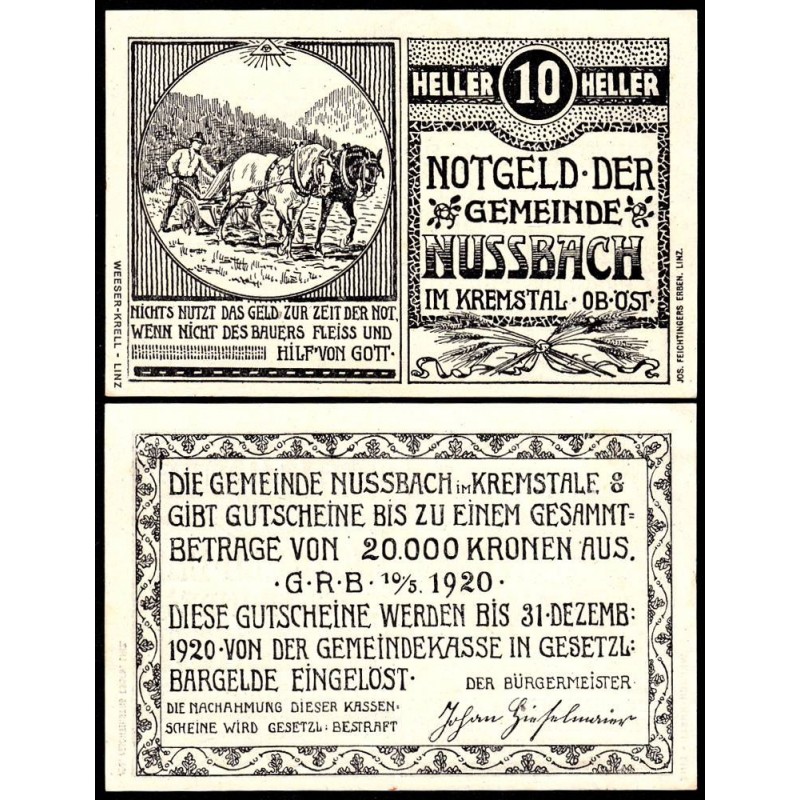 HELLER 10 HELLER
NOTGELD · DER
GEMEINDE
NUSSBACH
IM KREMSTAL · OB · ÖST ·
NICHTS NUTZT DAS GELD ZUR ZEIT DER NOT,
WENN NICHT DES BAUERS FLEISS UND
HILF · VON GOTT ·
WEESER-KRELL - LINZ
JOS. FEICHTINGERS ERBEN, LINZ.
DIE GEMEINDE NUSSBACH IM KREMSTALE
GIBT GUTSCHEINE BIS ZU EINEM GESAMMT=
BETRAGE VON 20.000 KRONEN AUS.
· G · R · B · 10/5. 1920 ·
DIESE GUTSCHEINE WERDEN BIS 31 · DEZEMB:
1920 · VON DER GEMEINDEKASSE IN GESETZL:
BARGELDE EINGELÖST ·
DER BÜRGERMEISTER
DIE NACHAHMUNG DIESER KASSEN-
SCHEINE WIRD GESETZL: BESTRAFT
Johan Hieselmaier